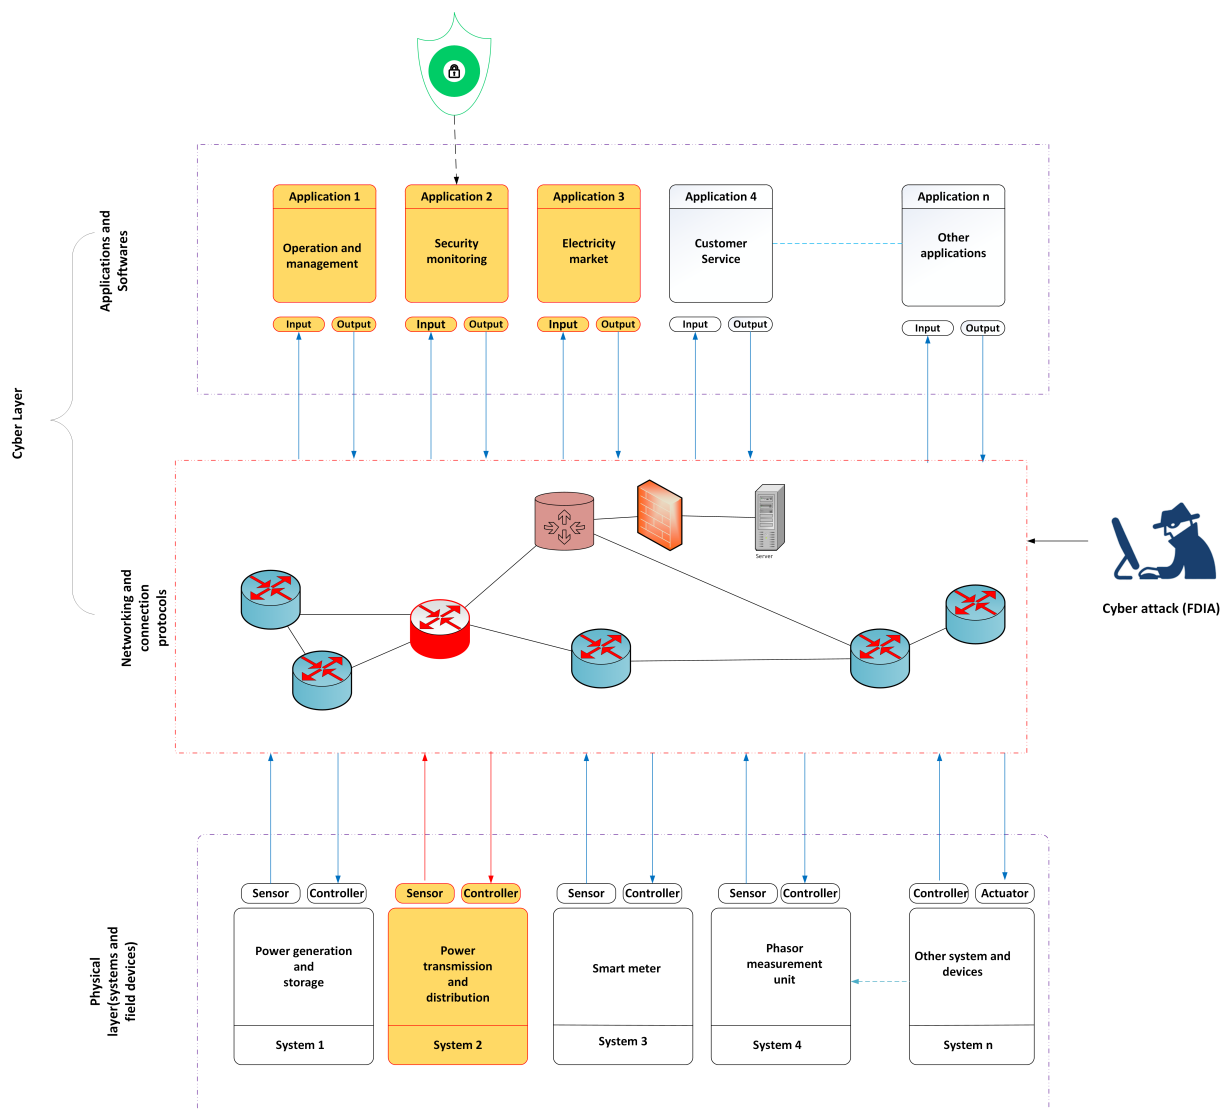 Application 1
Application 2
Application 3
Application 4
Application n
Operation and
management
Security
monitoring
Electricity
market
Customer
Service
Other
applications
Input
Output
Input
Output
Input
Output
Input
Output
Input
Output
Applications and
Softwares
Cyber Layer
Networking and
connection
protocols
Server
Cyber attack (FDIA)
Physical
layer(systems and
field devices)
Sensor
Controller
Sensor
Controller
Sensor
Controller
Sensor
Controller
Controller
Actuator
Power generation
and
storage
Power
transmission
and
distribution
Smart meter
Phasor
measurement
unit
Other system and
devices
System 1
System 2
System 3
System 4
System n